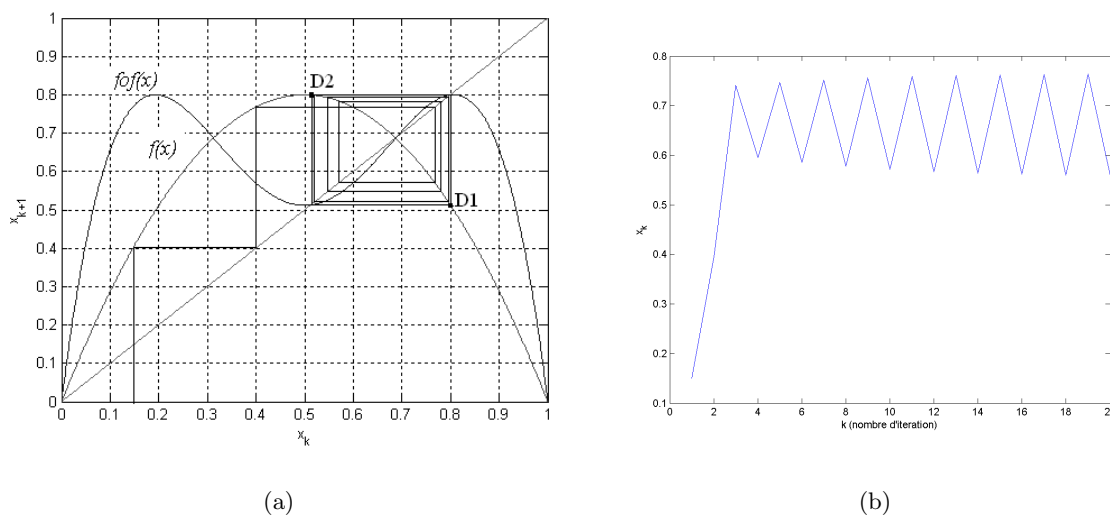 1
0.9
0.8
0.7
0.6
0.5
0.4
0.3
0.2
0.1
0
x_{k+1}
fof(x)
f(x)
D2
D1
0 0.1 0.2 0.3 0.4 0.5 0.6 0.7 0.8 0.9 1
x_k
(a)
0.8
0.7
0.6
0.5
0.4
0.3
0.2
0.1
x_k
0 2 4 6 8 10 12 14 16 18 20
k (nombre d'iteration)
(b)